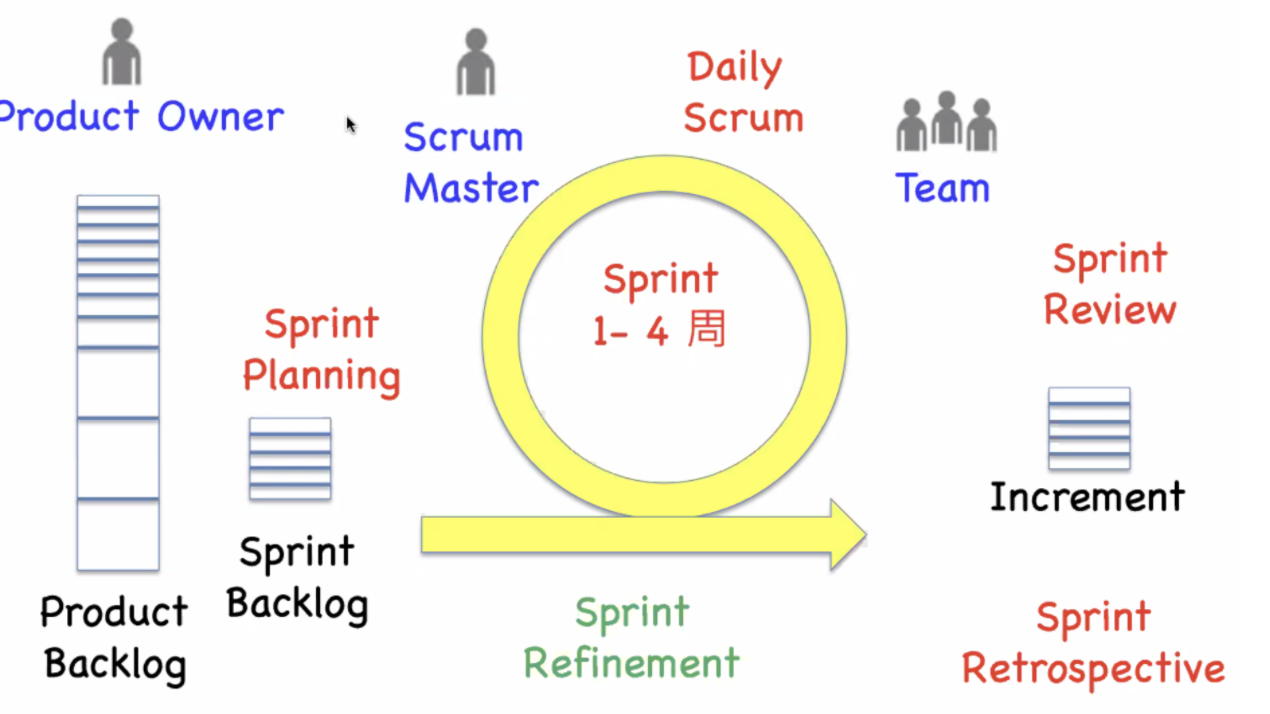 Product Owner
Scrum
Master
Daily
Scrum
Team
Sprint
1- 4 周
Sprint
Planning
Sprint
Review
Increment
Sprint
Backlog
Product
Backlog
Sprint
Refinement
Sprint
Retrospective